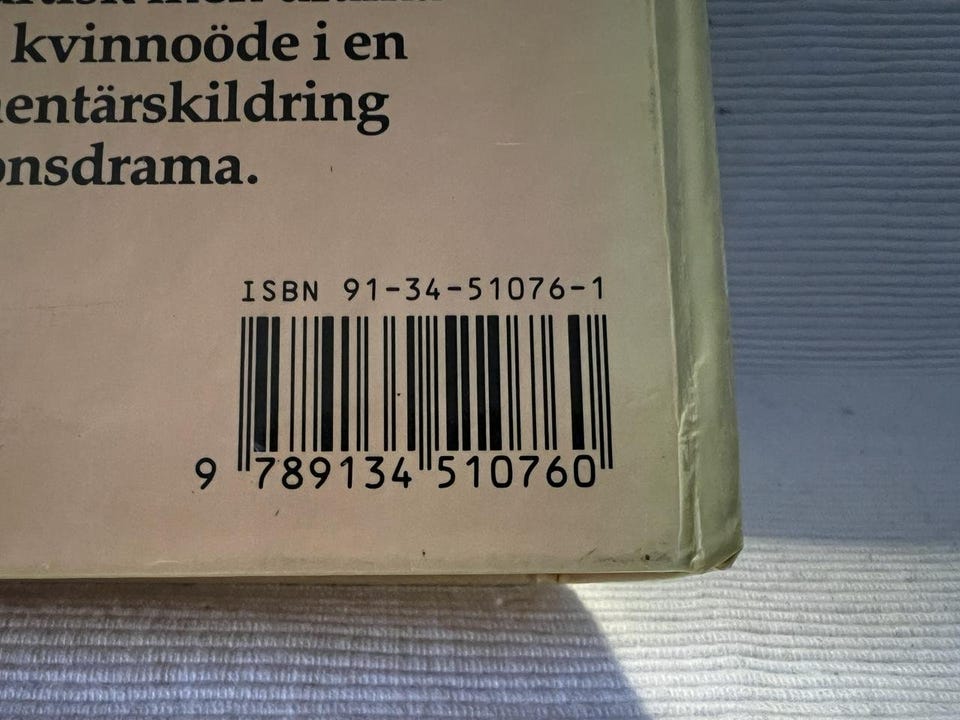 kvinnoöde i en
mentärskildring
onsdrama.
ISBN 91-34-51076-1
9 789134 510760